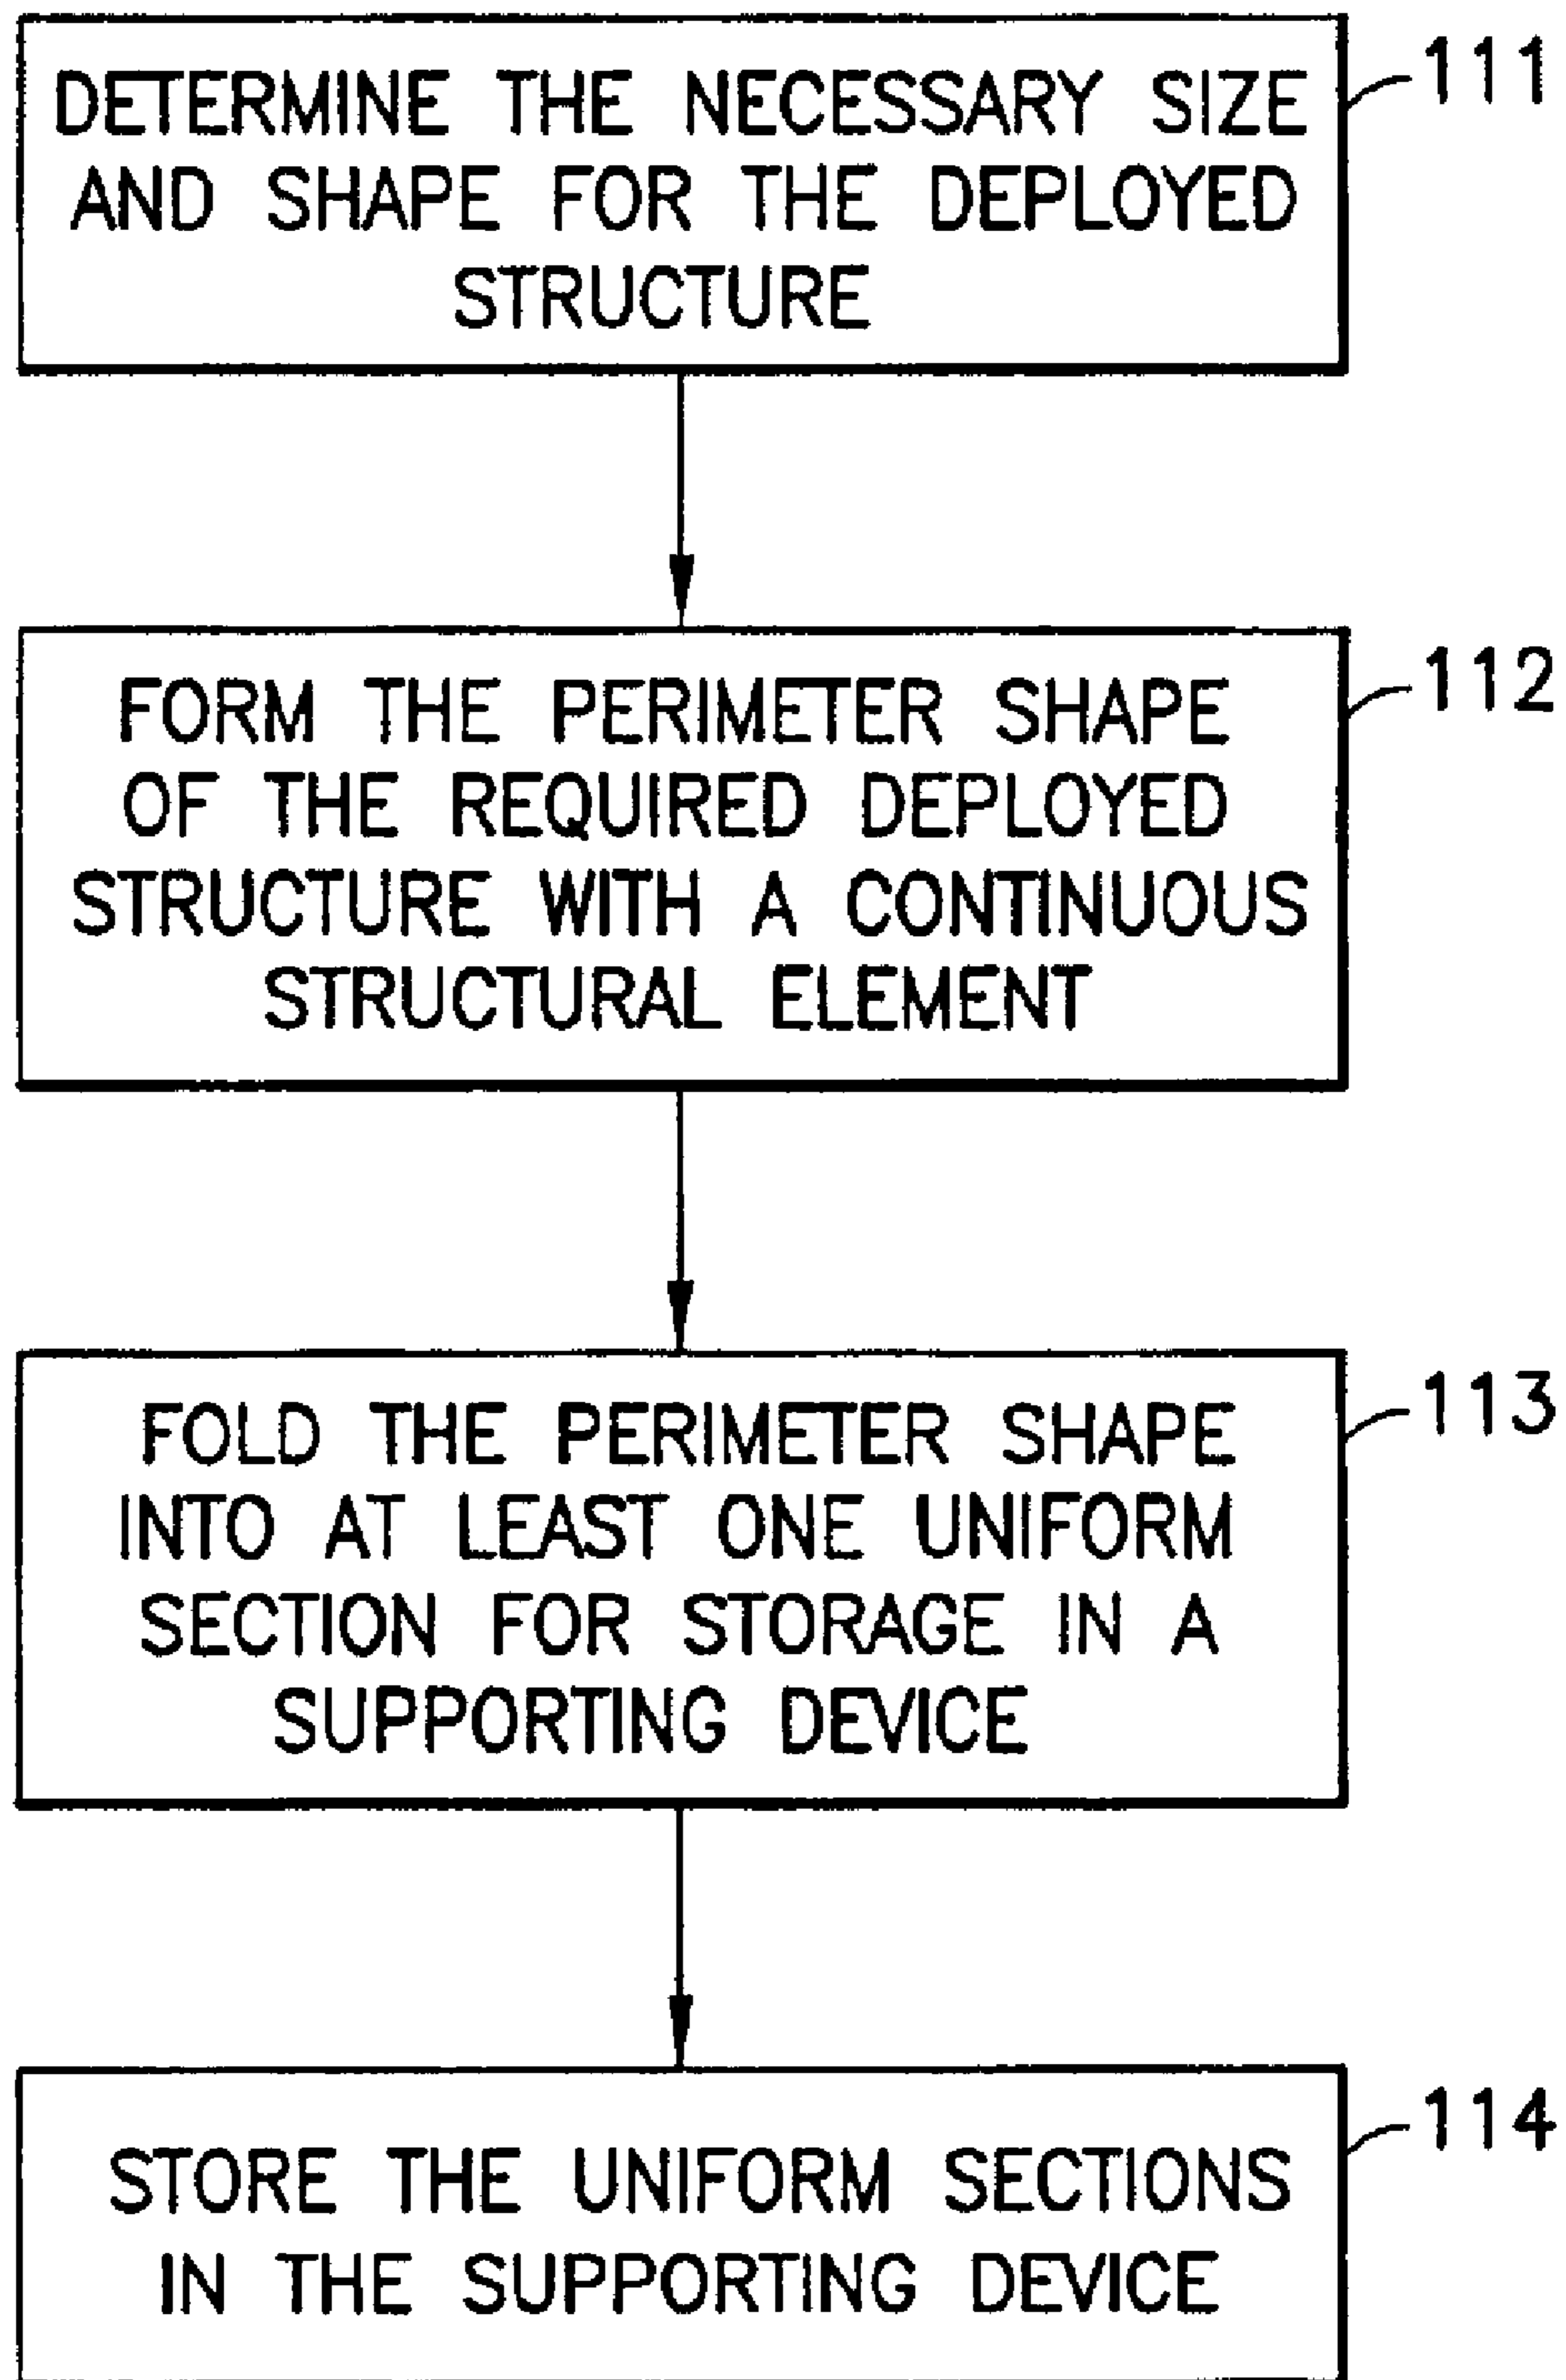 111
DETERMINE THE NECESSARY SIZE
AND SHAPE FOR THE DEPLOYED
STRUCTURE
112
FORM THE PERIMETER SHAPE
OF THE REQUIRED DEPLOYED
STRUCTURE WITH A CONTINUOUS
STRUCTURAL ELEMENT
113
FOLD THE PERIMETER SHAPE
INTO AT LEAST ONE UNIFORM
SECTION FOR STORAGE IN A
SUPPORTING DEVICE
114
STORE THE UNIFORM SECTIONS
IN THE SUPPORTING DEVICE